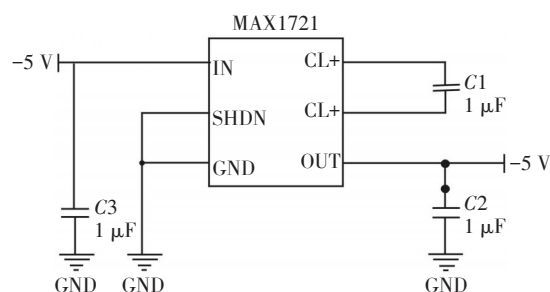 MAX1721
−5 V
IN
CL+
C1
1 μF
SHDN
CL+
GND
OUT
−5 V
C3
1 μF
C2
1 μF
GND
GND
GND